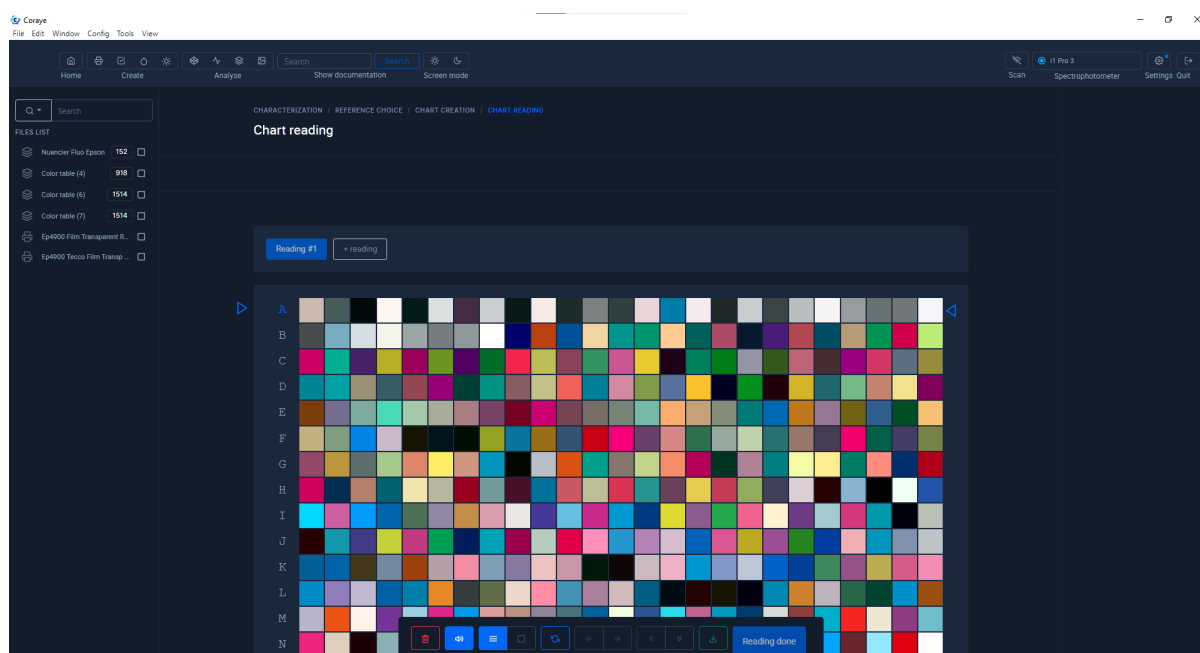 Coraye
File Edit Window Config Tools View
Search Search
i1 Pro 3
Home Create Analyse Show documentation Screen mode Scan Spectrophotometer Settings Quit
Search
FILES LIST
Nuancier Fluo Epson 152
Color table (4) 918
Color table (6) 1514
Color table (7) 1514
Ep4900 Film Transparent R...
Ep4900 Tecco Film Transp ...
CHARACTERIZATION / REFERENCE CHOICE / CHART CREATION / CHART READING
Chart reading
Reading #1 + reading
A
B
C
D
E
F
G
H
I
J
K
L
M
N
Reading done